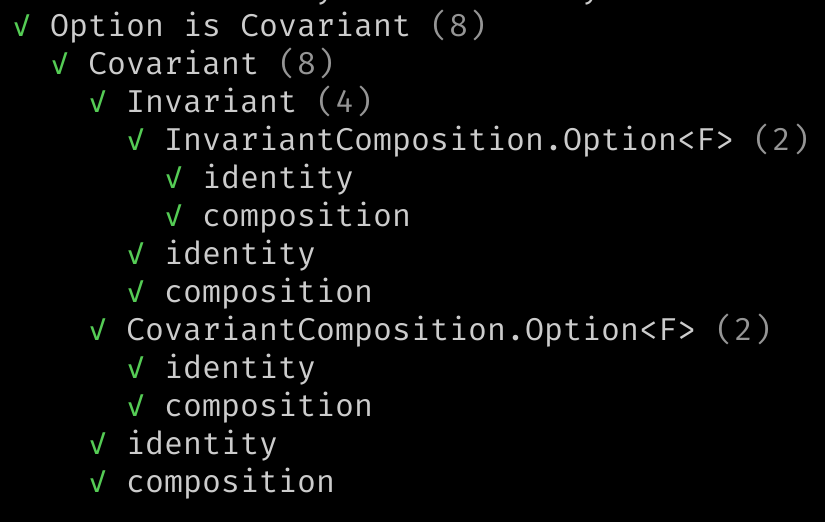 √ Option is Covariant (8)
√ Covariant (8)
√ Invariant (4)
√ InvariantComposition.Option<F> (2)
√ identity
√ composition
√ identity
√ composition
√ CovariantComposition.Option<F> (2)
√ identity
√ composition
√ identity
√ composition